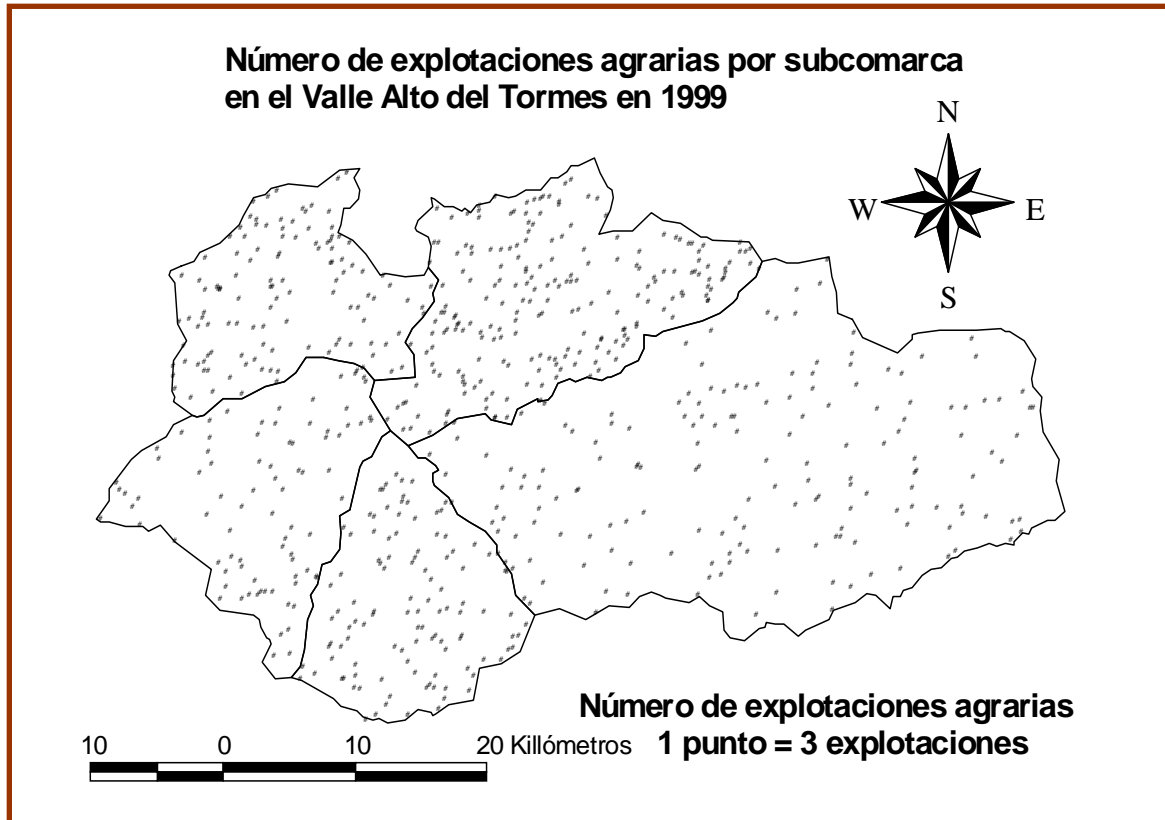 Número de explotaciones agrarias por subcomarca
en el Valle Alto del Tormes en 1999
N
W E
S
Número de explotaciones agrarias
10 0 10 20 Killómetros 1 punto = 3 explotaciones